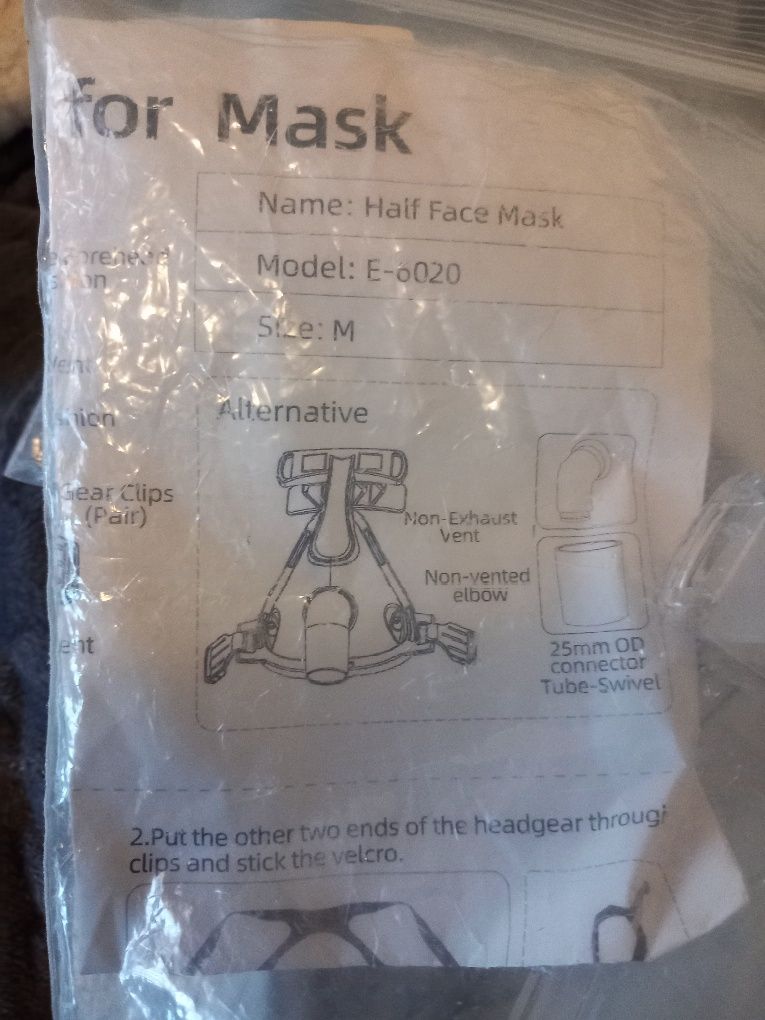 for Mask
Name: Half Face Mask
Model: E-6020
Size: M
Alternative
Gear Clips
(Pair)
Non-Exhaust
Vent
Non-vented
elbow
25mm OD
connector
Tube-Swivel
2.Put the other two ends of the headgear
clips and stick the velcro.